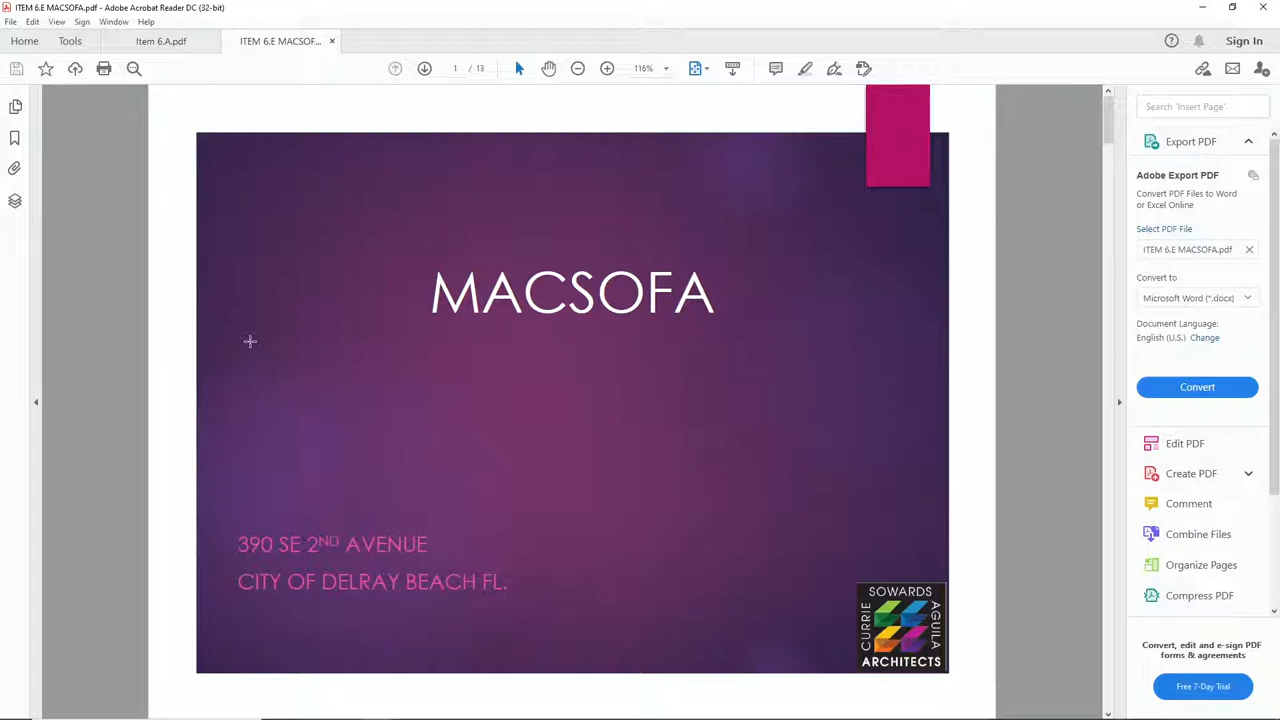 ITEM 6.E MACSOFA.pdf - Adobe Acrobat Reader DC (32-bit)
File Edit View Sign Window Help
Home Tools Item 6.A.pdf ITEM 6.E MACSOF... × Sign In
1 / 13 116%
Search 'Insert Page'
Export PDF
Adobe Export PDF
Convert PDF Files to Word
or Excel Online
Select PDF File
ITEM 6.E MACSOFA.pdf
Convert to
Microsoft Word (*.docx)
Document Language:
English (U.S.) Change
Convert
Edit PDF
Create PDF
Comment
Combine Files
Organize Pages
Compress PDF
Convert, edit and e-sign PDF
forms & agreements
Free 7-Day Trial
MACSOFA
390 SE 2ND AVENUE
CITY OF DELRAY BEACH FL.
SOWARDS
CURRIE
AGUILA
ARCHITECTS